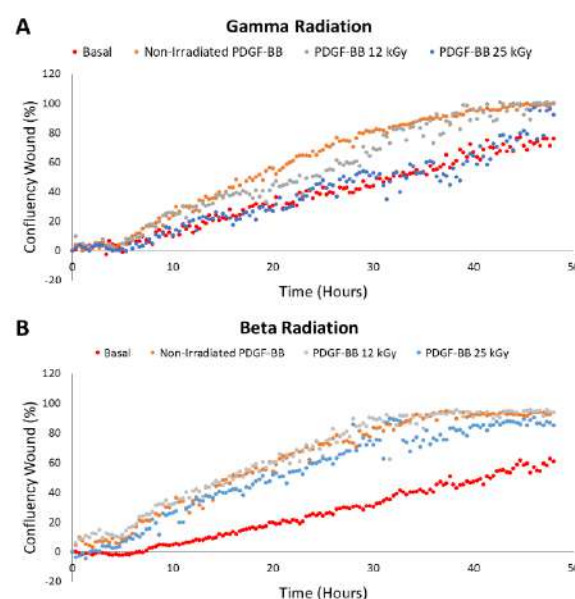 A
Gamma Radiation
Basal Non-Irradiated PDGF-BB PDGF-BB 12 kGy PDGF-BB 25 kGy
120
100
80
60
40
20
0
-20
0 10 20 30 40 50
Confluency Wound (%)
Time (Hours)
B
Beta Radiation
Basal Non-Irradiated PDGF-BB PDGF-BB 12 kGy PDGF-BB 25 kGy
120
100
80
60
40
20
0
-20
0 10 20 30 40 50
Confluency Wound (%)
Time (Hours)